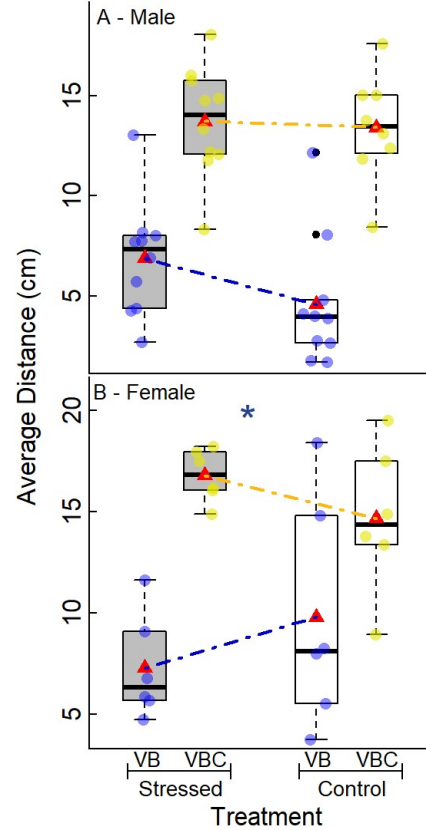 A - Male
15
10
5
Average Distance (cm)
B - Female
*
20
15
10
5
VB VBC VB VBC
Stressed Control
Treatment